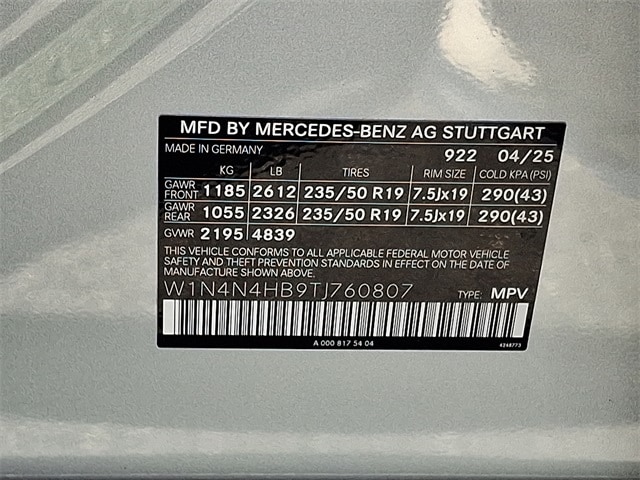 MFD BY MERCEDES-BENZ AG STUTTGART
MADE IN GERMANY 922 04/25
KG LB TIRES RIM SIZE COLD KPA (PSI)
GAWR FRONT 1185 2612 235/50 R19 7.5Jx19 290(43)
GAWR REAR 1055 2326 235/50 R19 7.5Jx19 290(43)
GVWR 2195 4839
THIS VEHICLE CONFORMS TO ALL APPLICABLE FEDERAL MOTOR VEHICLE
SAFETY BUMPER, AND THEFT PREVENTION STANDARDS IN EFFECT ON
THE DATE OF MANUFACTURE SHOWN ABOVE.
W1N4N4HB9TJ760807 TYPE: MPV
A 000 817 54 04 4248773